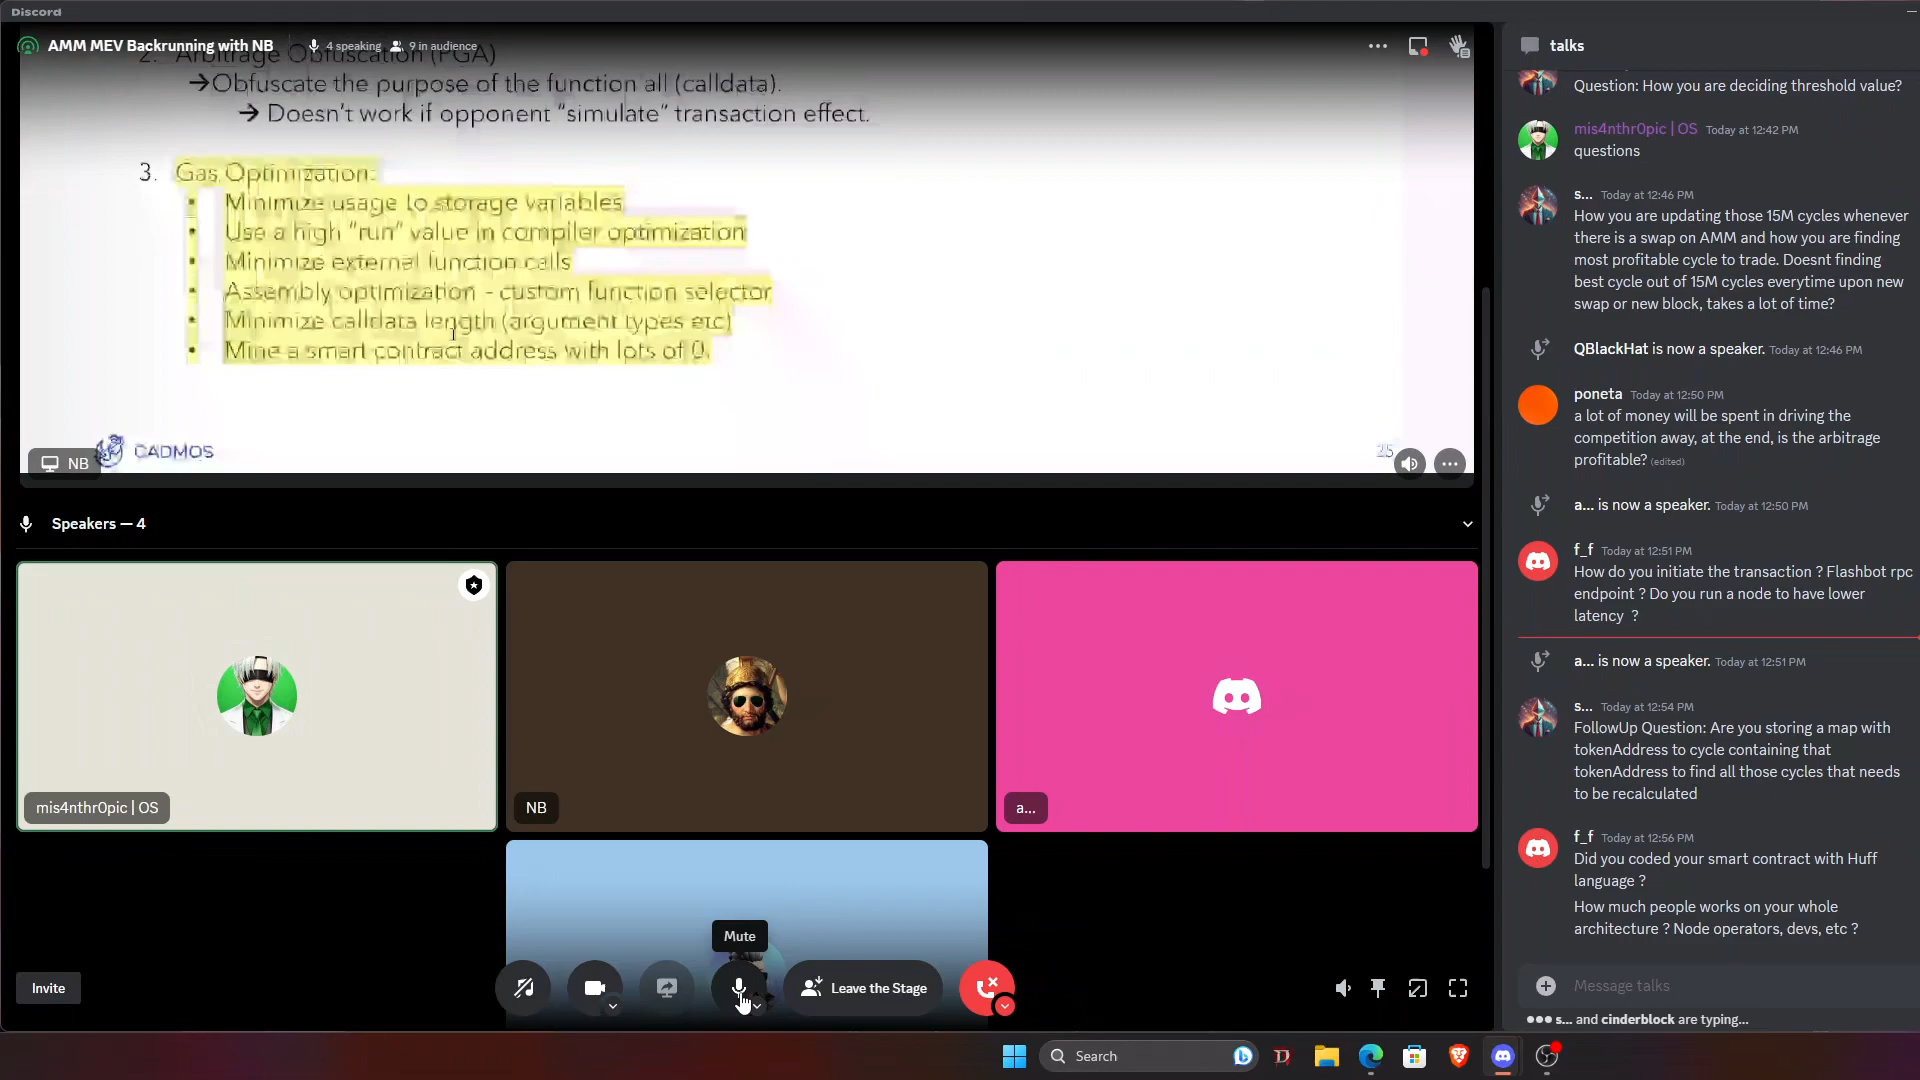 Discord
AMM MEV Backrunning with NB
4 speaking
9 in audience
2. Arbitrage Obfuscation (PGA)
→Obfuscate the purpose of the function all (calldata).
→ Doesn't work if opponent “simulate” transaction effect.
3. Gas Optimization:
• Minimize usage to storage variables
• Use a high “run” value in compiler optimization
• Minimize external function calls
• Assembly optimization - custom function selector
• Minimize calldata length (argument types etc)
• Mine a smart contract address with lots of 0.
NB
CADMOS
25
Speakers — 4
mis4nthr0pic | OS
NB
a...
Mute
Invite
Leave the Stage
talks
Question: How you are deciding threshold value?
mis4nthr0pic | OS Today at 12:42 PM
questions
s... Today at 12:46 PM
How you are updating those 15M cycles whenever
there is a swap on AMM and how you are finding
most profitable cycle to trade. Doesnt finding
best cycle out of 15M cycles everytime upon new
swap or new block, takes a lot of time?
QBlackHat is now a speaker. Today at 12:46 PM
poneta Today at 12:50 PM
a lot of money will be spent in driving the
competition away, at the end, is the arbitrage
profitable? (edited)
a... is now a speaker. Today at 12:50 PM
f_f Today at 12:51 PM
How do you initiate the transaction ? Flashbot rpc
endpoint ? Do you run a node to have lower
latency ?
a... is now a speaker. Today at 12:51 PM
s... Today at 12:54 PM
FollowUp Question: Are you storing a map with
tokenAddress to cycle containing that
tokenAddress to find all those cycles that needs
to be recalculated
f_f Today at 12:56 PM
Did you coded your smart contract with Huff
language ?
How much people works on your whole
architecture ? Node operators, devs, etc ?
Message talks
s... and cinderblock are typing...
Search